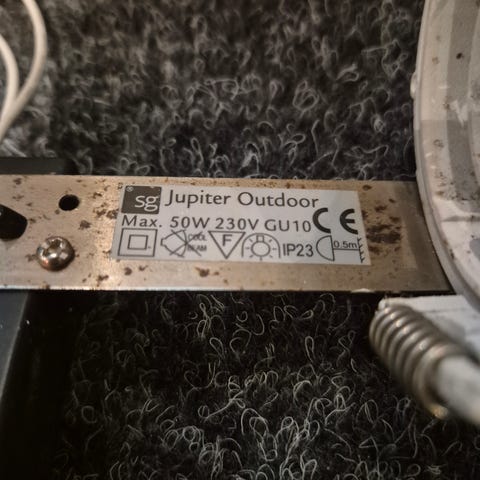 ® sg Jupiter Outdoor
Max. 50W 230V GU10 CE
COOL BEAM F IP23 0.5m